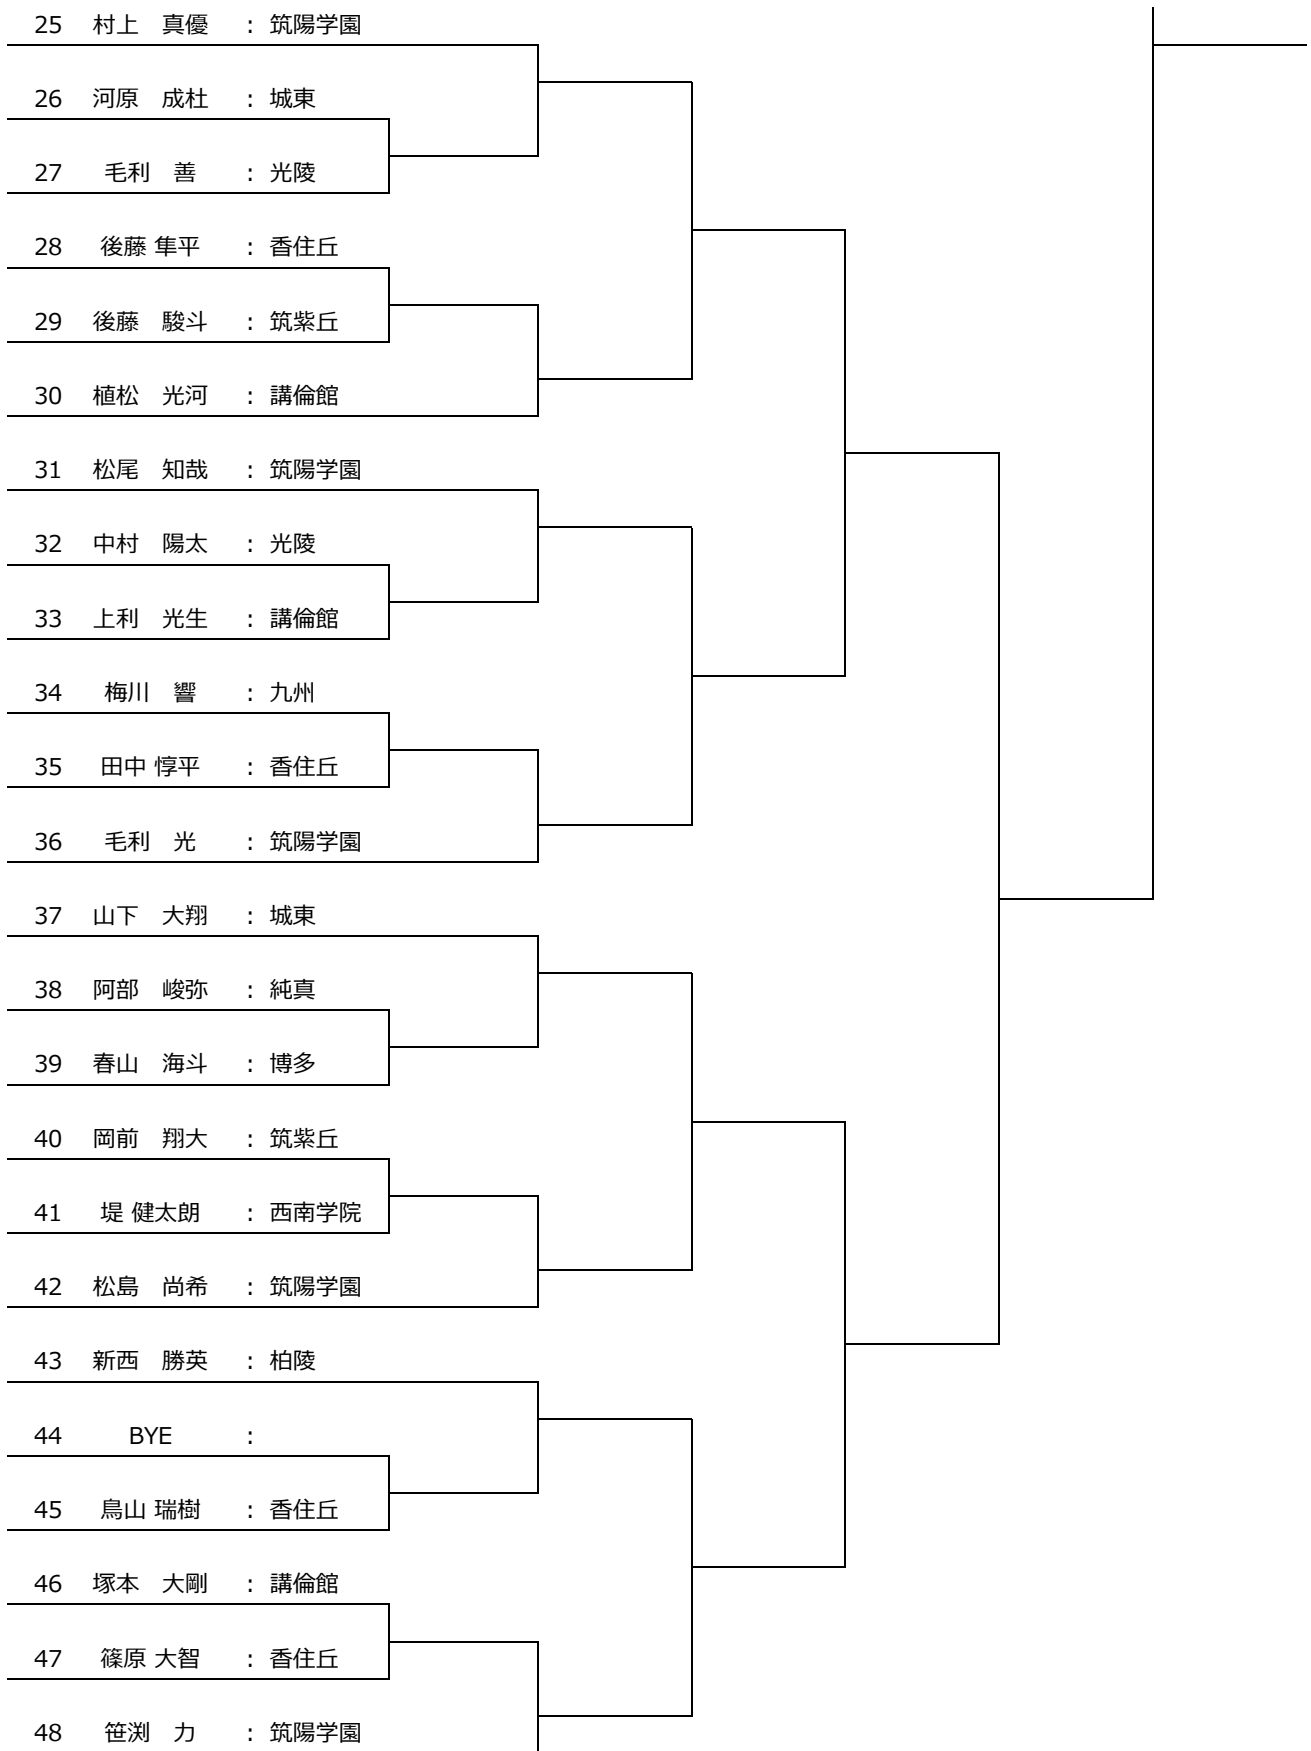 25 村上　真優 : 筑陽学園
26 河原　成杜 : 城東
27 毛利　善 : 光陵
28 後藤 隼平 : 香住丘
29 後藤　駿斗 : 筑紫丘
30 植松　光河 : 講倫館
31 松尾　知哉 : 筑陽学園
32 中村　陽太 : 光陵
33 上利　光生 : 講倫館
34 梅川　響 : 九州
35 田中 惇平 : 香住丘
36 毛利　光 : 筑陽学園
37 山下　大翔 : 城東
38 阿部　峻弥 : 純真
39 春山　海斗 : 博多
40 岡前　翔大 : 筑紫丘
41 堤 健太朗 : 西南学院
42 松島　尚希 : 筑陽学園
43 新西　勝英 : 柏陵
44 BYE :
45 鳥山 瑞樹 : 香住丘
46 塚本　大剛 : 講倫館
47 篠原 大智 : 香住丘
48 笹渕　力 : 筑陽学園